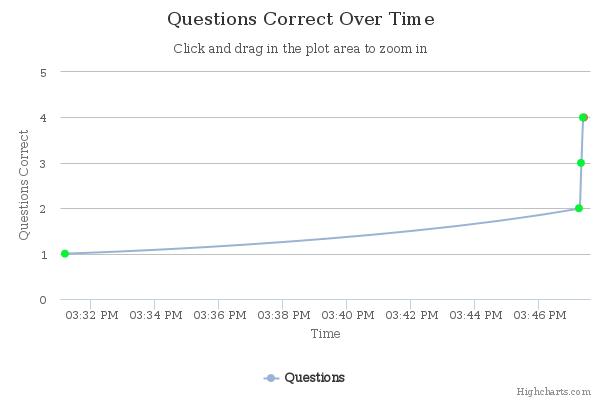 Questions Correct Over Time
Click and drag in the plot area to zoom in
Questions Correct
5
4
3
2
1
0
03:32 PM 03:34 PM 03:36 PM 03:38 PM 03:40 PM 03:42 PM 03:44 PM 03:46 PM
Time
Questions
Highcharts.com